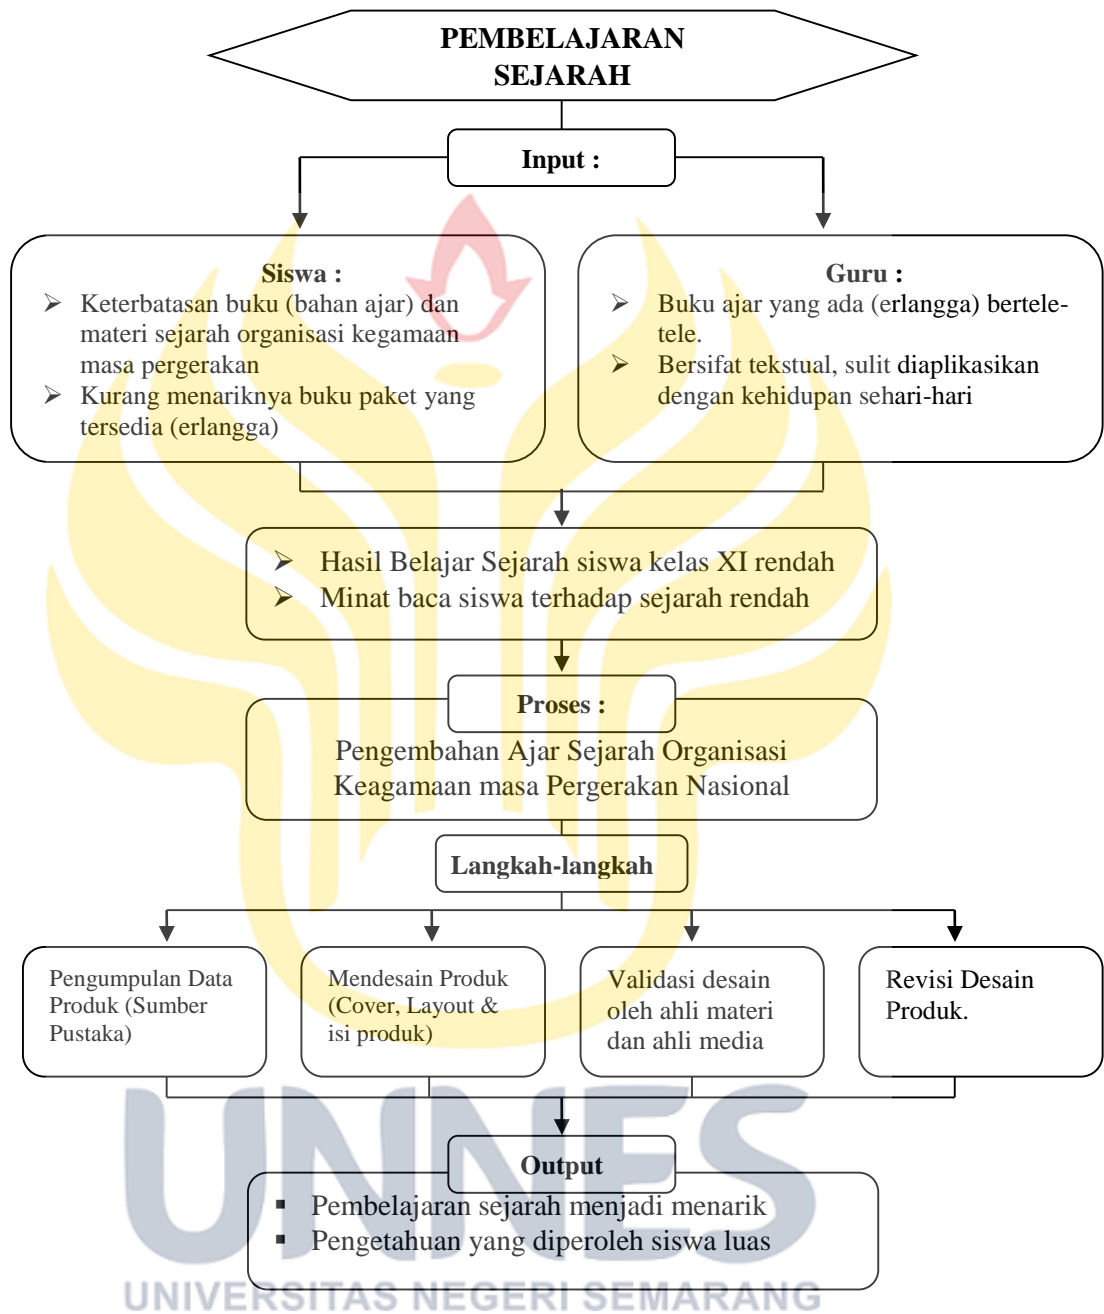 PEMBELAJARAN
SEJARAH
Input :
Siswa :
➢ Keterbatasan buku (bahan ajar) dan
materi sejarah organisasi kegamaan
masa pergerakan
➢ Kurang menariknya buku paket yang
tersedia (erlangga)
Guru :
➢ Buku ajar yang ada (erlangga) bertele-
tele.
➢ Bersifat tekstual, sulit diaplikasikan
dengan kehidupan sehari-hari
➢ Hasil Belajar Sejarah siswa kelas XI rendah
➢ Minat baca siswa terhadap sejarah rendah
Proses :
Pengembahan Ajar Sejarah Organisasi
Keagamaan masa Pergerakan Nasional
Langkah-langkah
Pengumpulan Data
Produk (Sumber
Pustaka)
Mendesain Produk
(Cover, Layout &
isi produk)
Validasi desain
oleh ahli materi
dan ahli media
Revisi Desain
Produk.
Output
▪ Pembelajaran sejarah menjadi menarik
▪ Pengetahuan yang diperoleh siswa luas
UNNES
UNIVERSITAS NEGERI SEMARANG